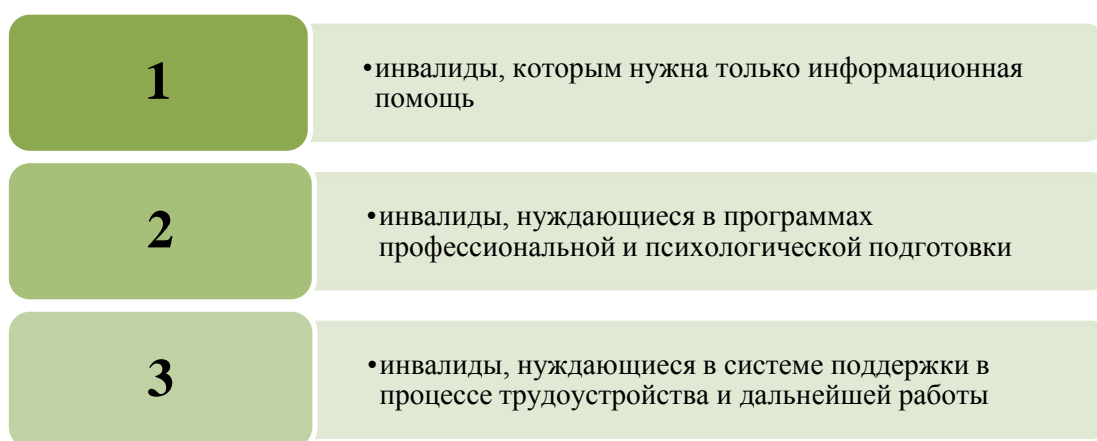 1
•инвалиды, которым нужна только информационная
помощь
2
•инвалиды, нуждающиеся в программах
профессиональной и психологической подготовки
3
•инвалиды, нуждающиеся в системе поддержки в
процессе трудоустройства и дальнейшей работы